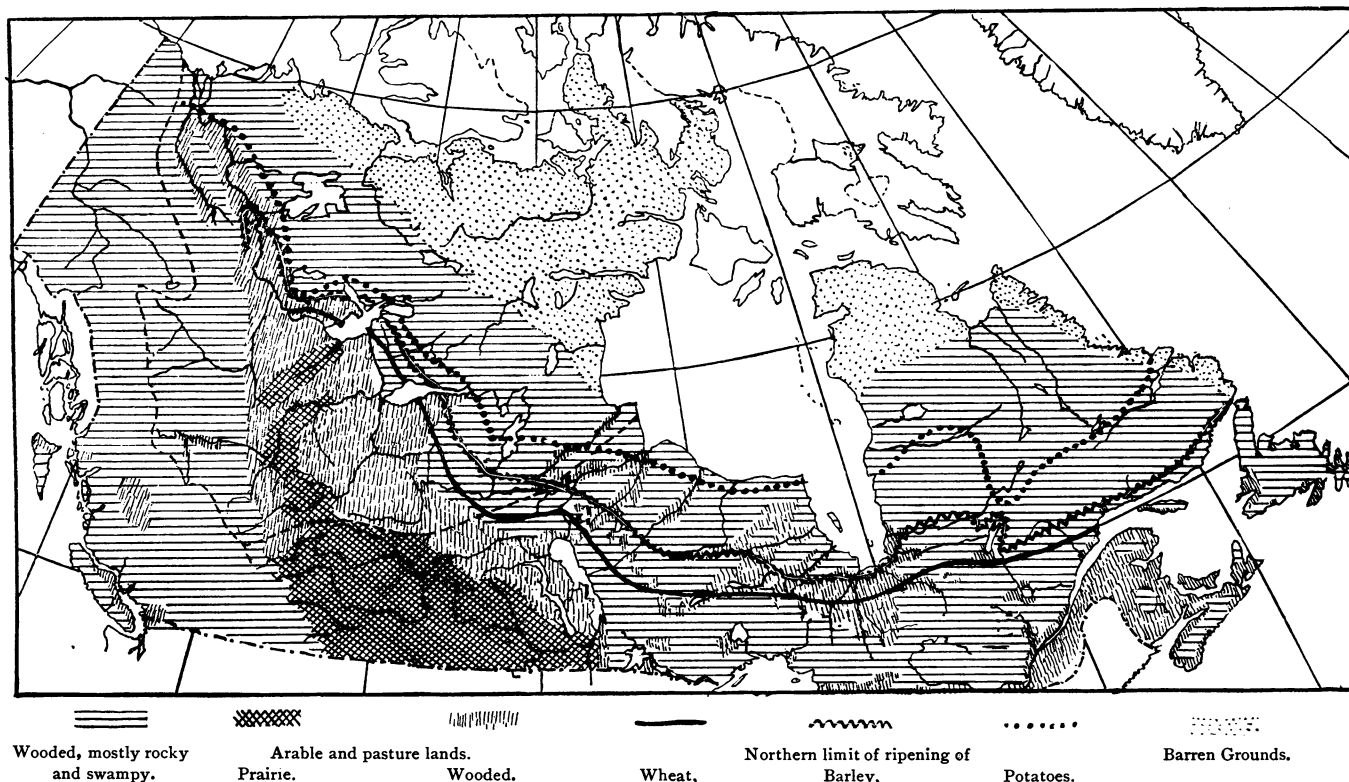 Wooded, mostly rocky
and swampy.
Arable and pasture lands.
Prairie.
Wooded.
Northern limit of ripening of
Wheat,
Barley,
Potatoes.
Barren Grounds.